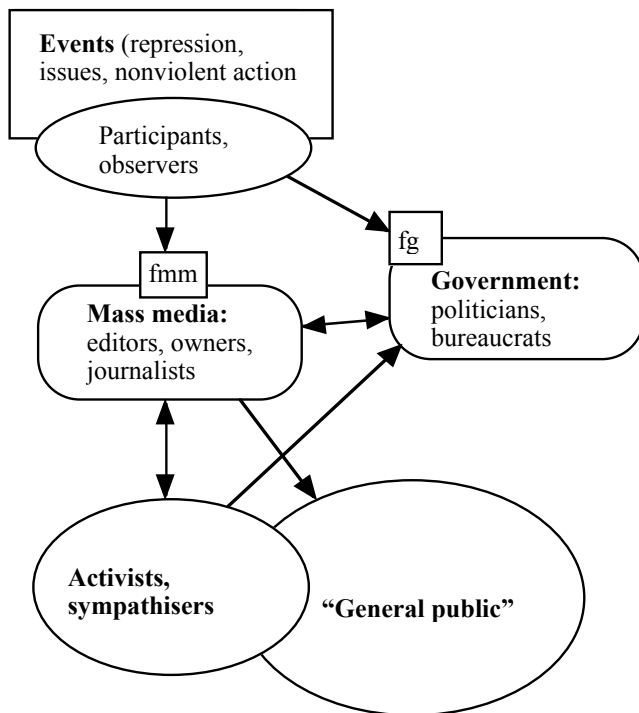 Events (repression,
issues, nonviolent action
Participants,
observers
fg
fmm
Government:
politicians,
bureaucrats
Mass media:
editors, owners,
journalists
Activists,
sympathisers
“General public”